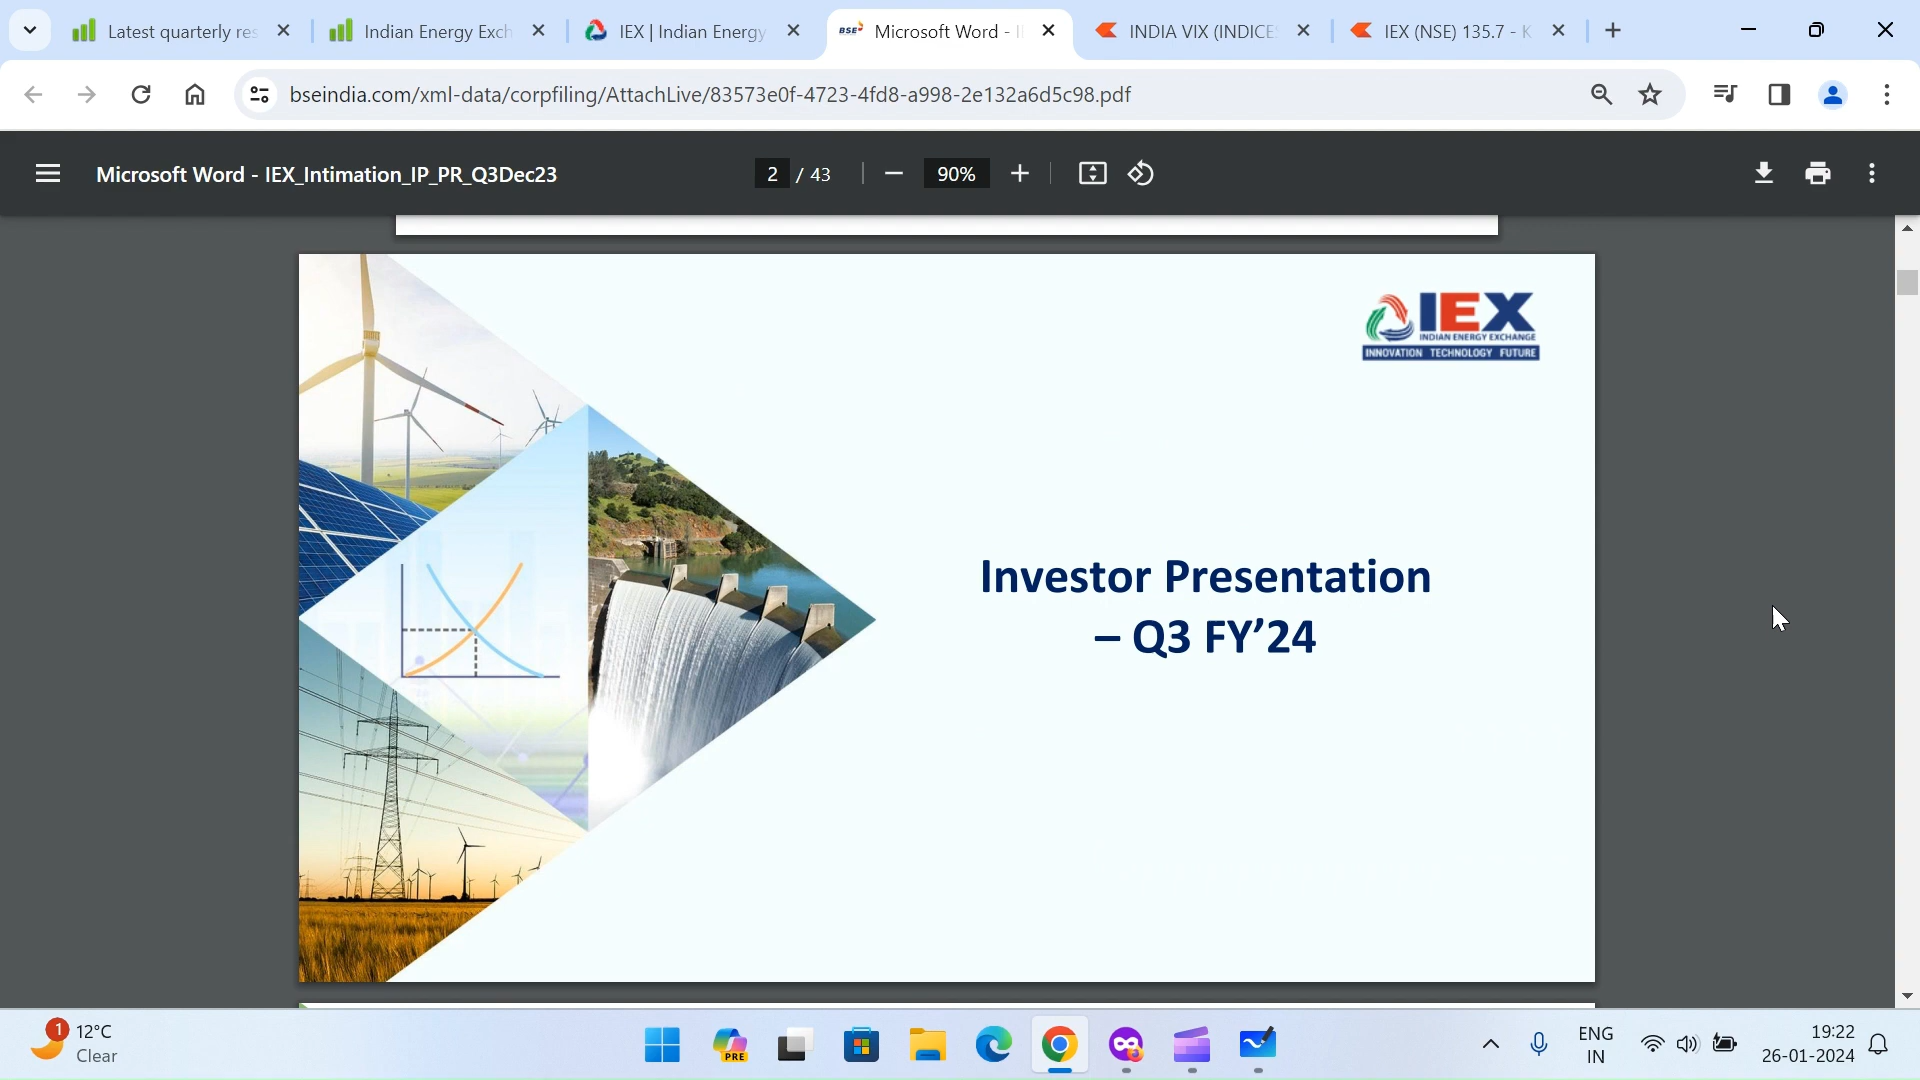 Latest quarterly res
Indian Energy Exch
IEX | Indian Energy
BSE
Microsoft Word - I
INDIA VIX (INDICES
IEX (NSE) 135.7 - K
bseindia.com/xml-data/corpfiling/AttachLive/83573e0f-4723-4fd8-a998-2e132a6d5c98.pdf
Microsoft Word - IEX_Intimation_IP_PR_Q3Dec23
2 / 43
90%
IEX
INDIAN ENERGY EXCHANGE
INNOVATION TECHNOLOGY FUTURE
Investor Presentation
– Q3 FY’24
1
12°C
Clear
PRE
ENG
IN
19:22
26-01-2024